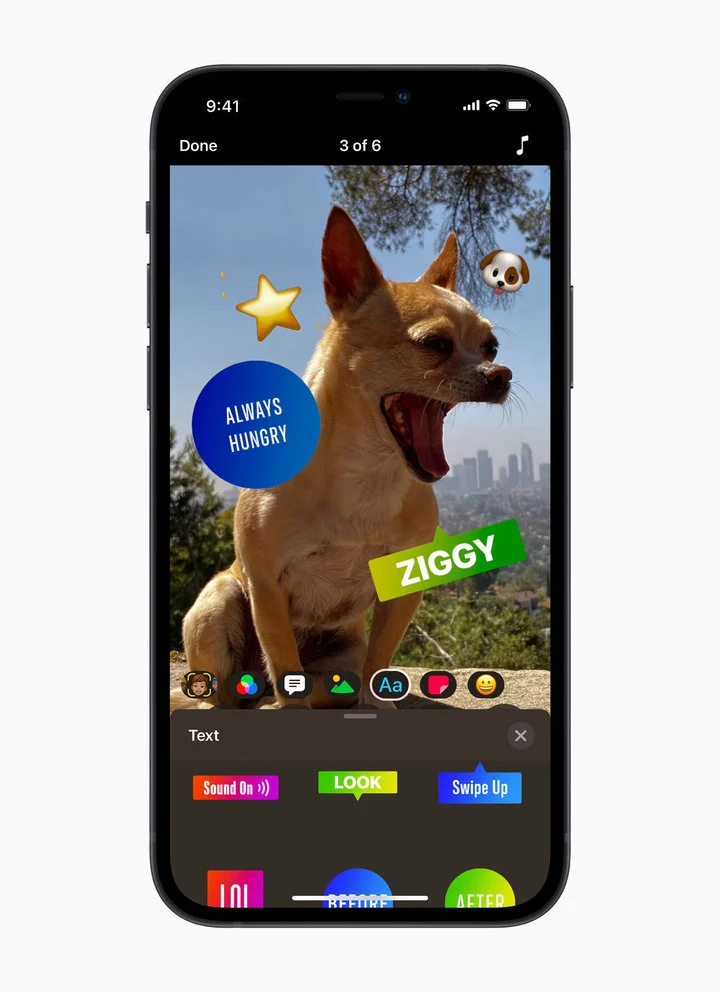 9:41
Done
3 of 6
ALWAYS
HUNGRY
ZIGGY
Aa
Text
Sound On
LOOK
Swipe Up
LOL
BEFORE
AFTER